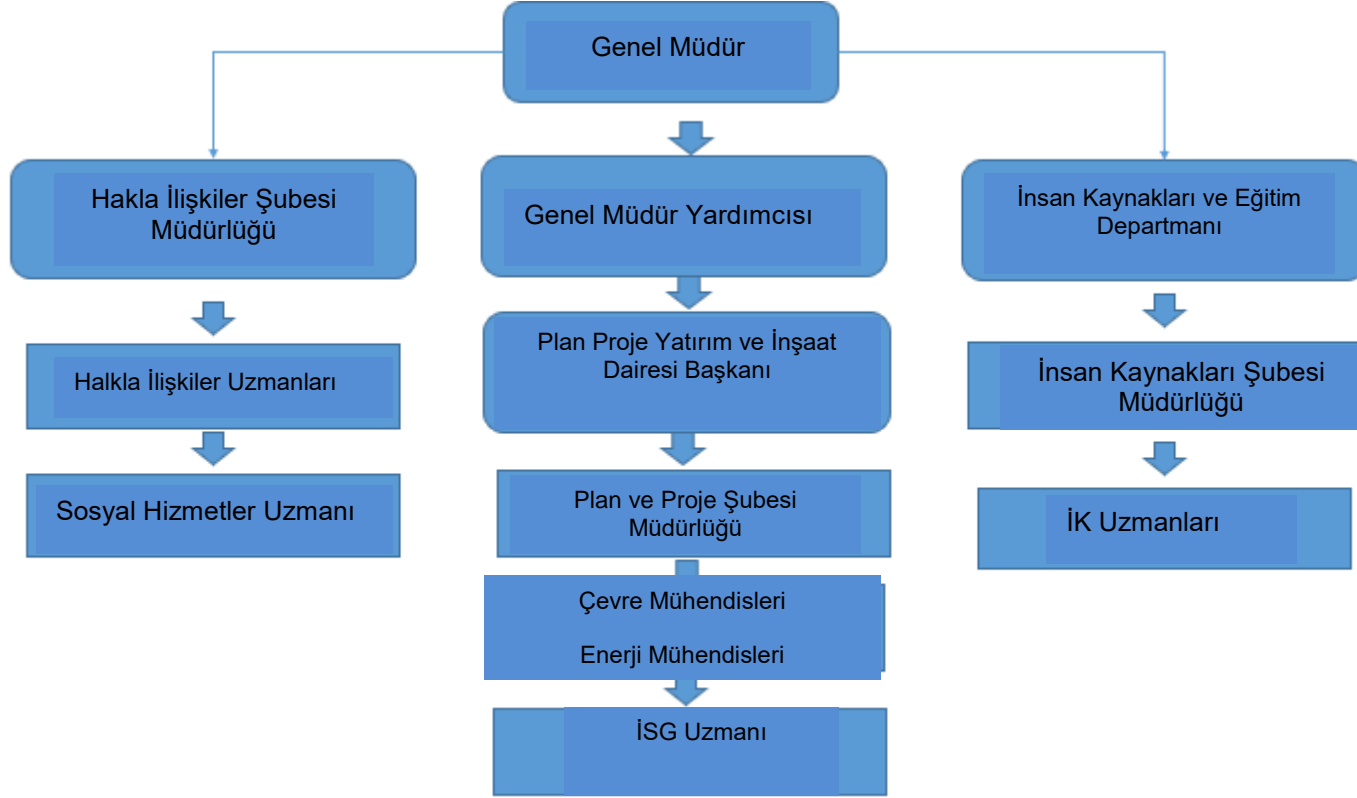 Genel Müdür
Hakla İlişkiler Şubesi
Müdürlüğü
Genel Müdür Yardımcısı
İnsan Kaynakları ve Eğitim
Departmanı
Halkla İlişkiler Uzmanları
Plan Proje Yatırım ve İnşaat
Dairesi Başkanı
İnsan Kaynakları Şubesi
Müdürlüğü
Sosyal Hizmetler Uzmanı
Plan ve Proje Şubesi
Müdürlüğü
İK Uzmanları
Çevre Mühendisleri
Enerji Mühendisleri
İSG Uzmanı